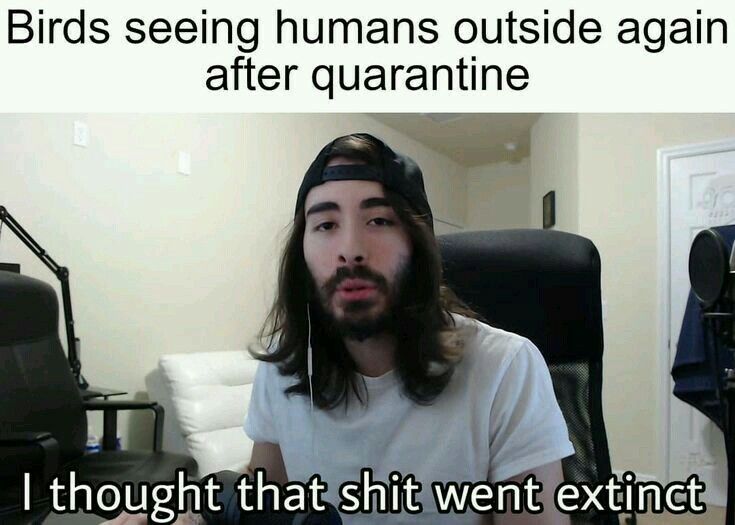 Birds seeing humans outside again
after quarantine
I thought that shit went extinct